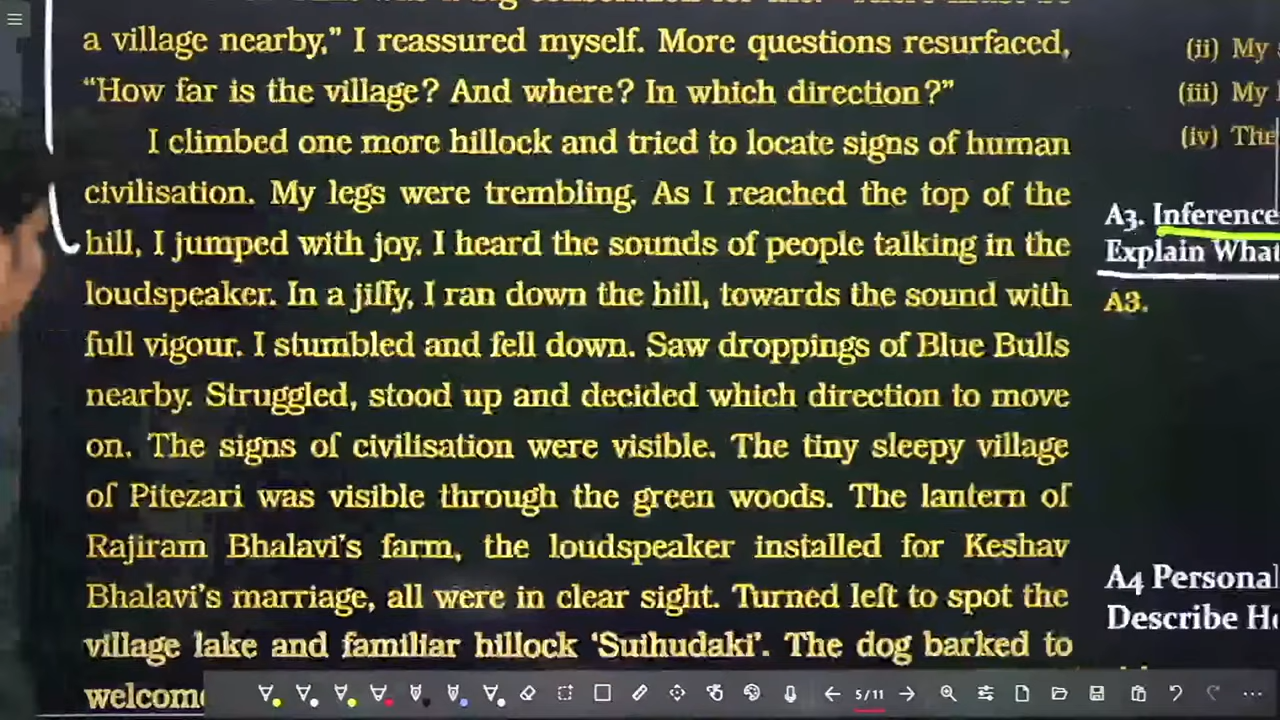 a village nearby,” I reassured myself. More questions resurfaced,
“How far is the village? And where? In which direction?”
I climbed one more hillock and tried to locate signs of human
civilisation. My legs were trembling. As I reached the top of the
hill, I jumped with joy. I heard the sounds of people talking in the
loudspeaker. In a jiffy, I ran down the hill, towards the sound with
full vigour. I stumbled and fell down. Saw droppings of Blue Bulls
nearby. Struggled, stood up and decided which direction to move
on. The signs of civilisation were visible. The tiny sleepy village
of Pitezari was visible through the green woods. The lantern of
Rajiram Bhalavi’s farm, the loudspeaker installed for Keshav
Bhalavi’s marriage, all were in clear sight. Turned left to spot the
village lake and familiar hillock ‘Suihudaki’. The dog barked to
welcome
(ii) My
(iii) My
(iv) The
A3. Inference
Explain What
A3.
A4 Personal
Describe
5/11